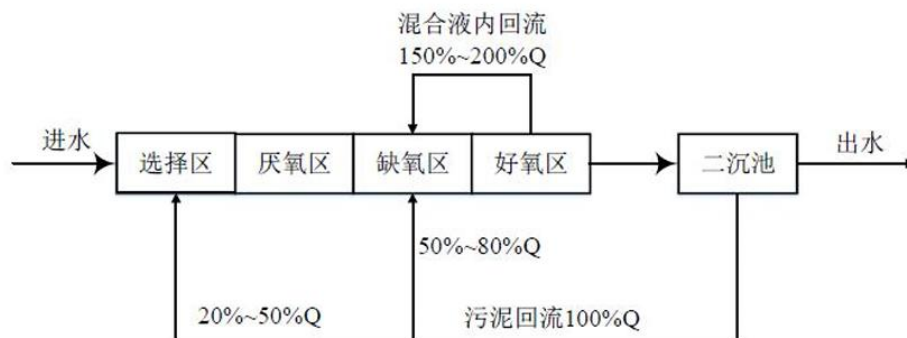 混合液内回流
150%~200%Q
进水
选择区
厌氧区
缺氧区
好氧区
二沉池
出水
50%~80%Q
20%~50%Q
污泥回流100%Q